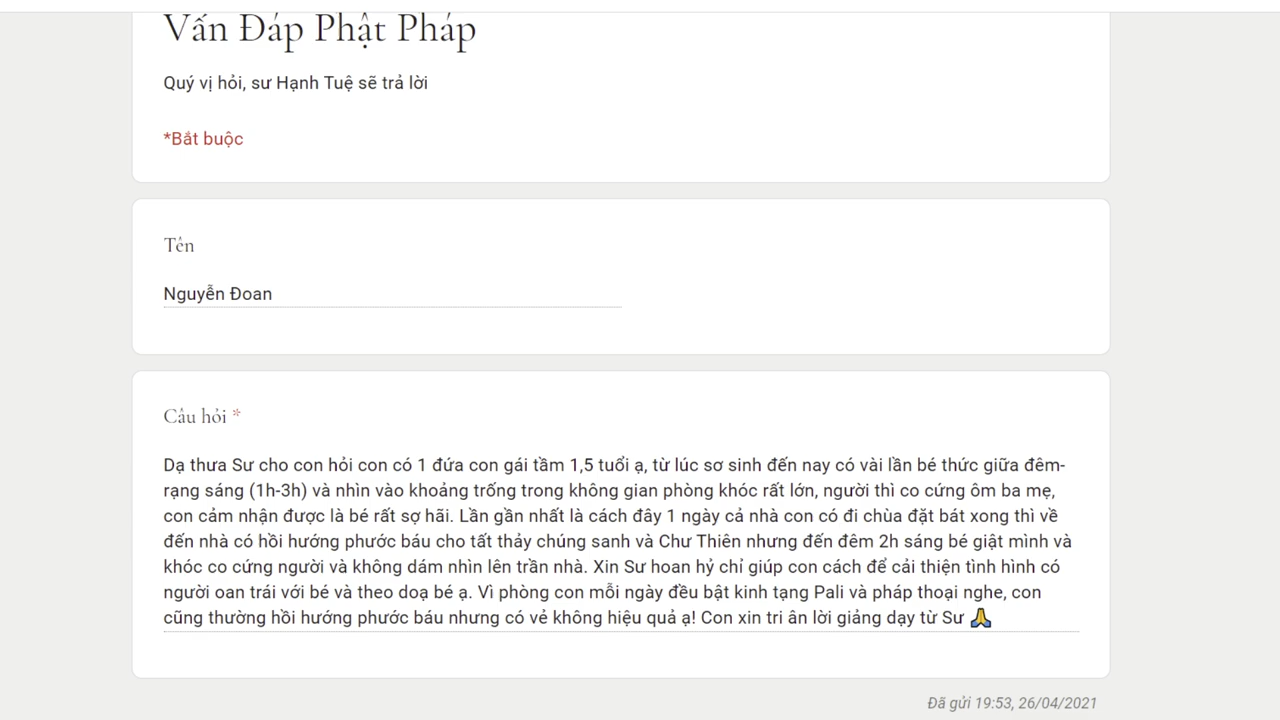 Vấn Đáp Phật Pháp
Quý vị hỏi, sư Hạnh Tuệ sẽ trả lời
*Bắt buộc
Tên
Nguyễn Đoan
Câu hỏi *
Dạ thưa Sư cho con hỏi con có 1 đứa con gái tầm 1,5 tuổi ạ, từ lúc sơ sinh đến nay có vài lần bé thức giữa đêm-
rạng sáng (1h-3h) và nhìn vào khoảng trống trong không gian phòng khóc rất lớn, người thì co cứng ôm ba mẹ,
con cảm nhận được là bé rất sợ hãi. Lần gần nhất là cách đây 1 ngày cả nhà con có đi chùa đặt bát xong thì về
đến nhà có hồi hướng phước báu cho tất thảy chúng sanh và Chư Thiên nhưng đến đêm 2h sáng bé giật mình và
khóc co cứng người và không dám nhìn lên trần nhà. Xin Sư hoan hỷ chỉ giúp con cách để cải thiện tình hình có
người oan trái với bé và theo doạ bé ạ. Vì phòng con mỗi ngày đều bật kinh tạng Pali và pháp thoại nghe, con
cũng thường hồi hướng phước báu nhưng có vẻ không hiệu quả ạ! Con xin tri ân lời giảng dạy từ Sư 🙏
Đã gửi 19:53, 26/04/2021